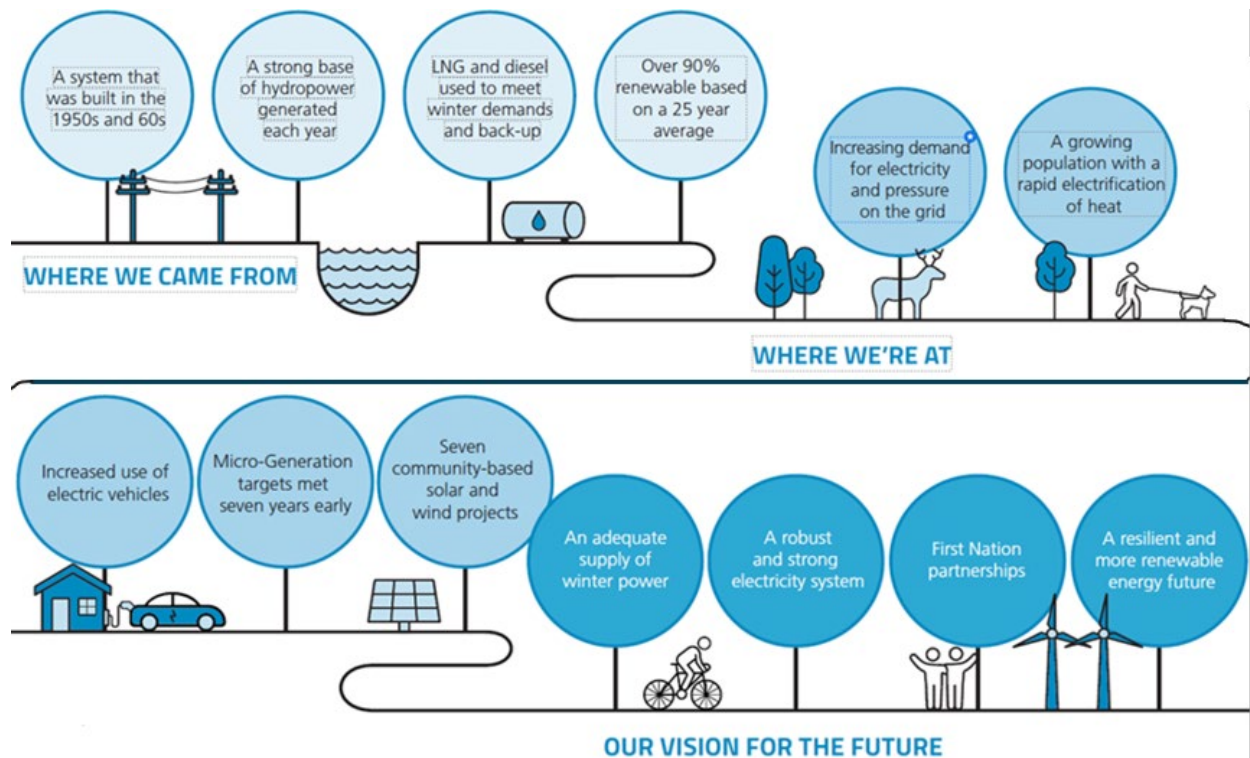 A system that
was built in the
1950s and 60s
A strong base
of hydropower
generated
each year
LNG and diesel
used to meet
winter demands
and back-up
Over 90%
renewable based
on a 25 year
average
WHERE WE CAME FROM
Increasing demand
for electricity
and pressure
on the grid
A growing
population with a
rapid electrification
of heat
WHERE WE'RE AT
Increased use of
electric vehicles
Micro-Generation
targets met
seven years early
Seven
community-based
solar and
wind projects
An adequate
supply of
winter power
A robust
and strong
electricity system
First Nation
partnerships
A resilient and
more renewable
energy future
OUR VISION FOR THE FUTURE